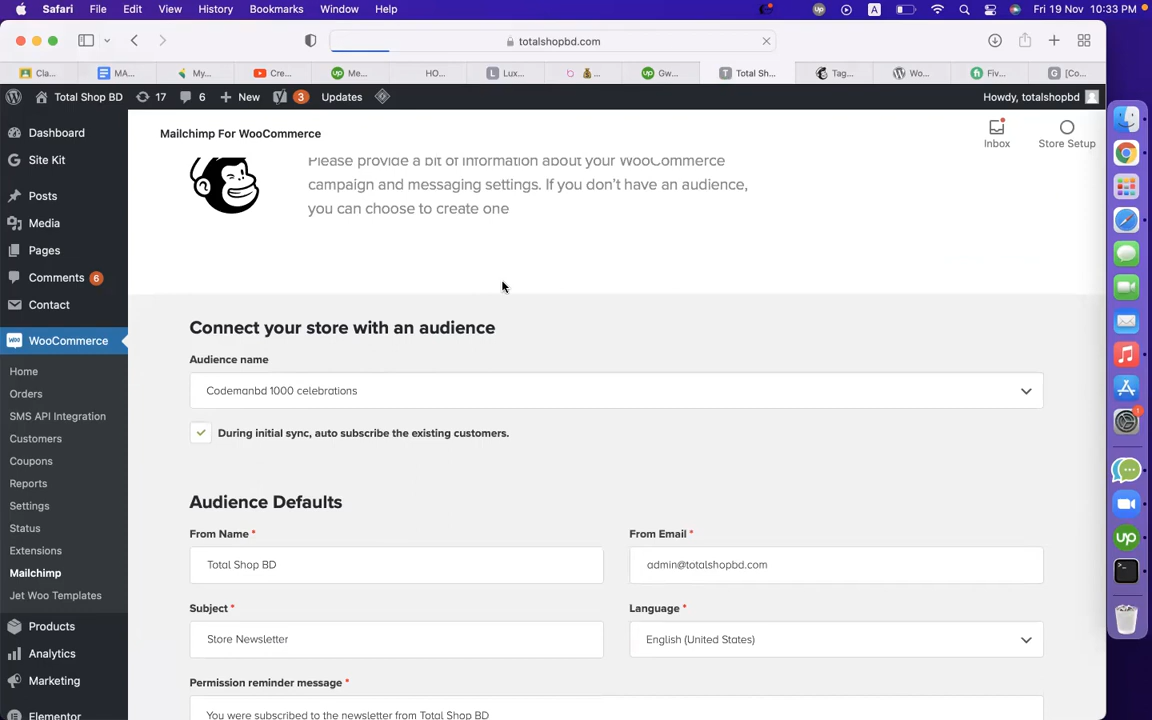 Safari File Edit View History Bookmarks Window Help
A
Fri 19 Nov 10:33 PM
totalshopbd.com
Cla...
MA...
My...
Cre...
Me...
HO...
L Lux...
💰...
Gw...
T Total Sh...
Tag...
Wo...
Fiv...
G [Co...
Total Shop BD 17 6 New 3 Updates
Howdy, totalshopbd
Dashboard
Site Kit
Posts
Media
Pages
Comments 6
Contact
WooCommerce
Home
Orders
SMS API Integration
Customers
Coupons
Reports
Settings
Status
Extensions
Mailchimp
Jet Woo Templates
Products
Analytics
Marketing
Elementor
Mailchimp For WooCommerce
Inbox
Store Setup
Please provide a bit of information about your WooCommerce
campaign and messaging settings. If you don't have an audience,
you can choose to create one
Connect your store with an audience
Audience name
Codemanbd 1000 celebrations
During initial sync, auto subscribe the existing customers.
Audience Defaults
From Name *
From Email *
Total Shop BD
admin@totalshopbd.com
Subject *
Language *
Store Newsletter
English (United States)
Permission reminder message *
You were subscribed to the newsletter from Total Shop BD
1
up